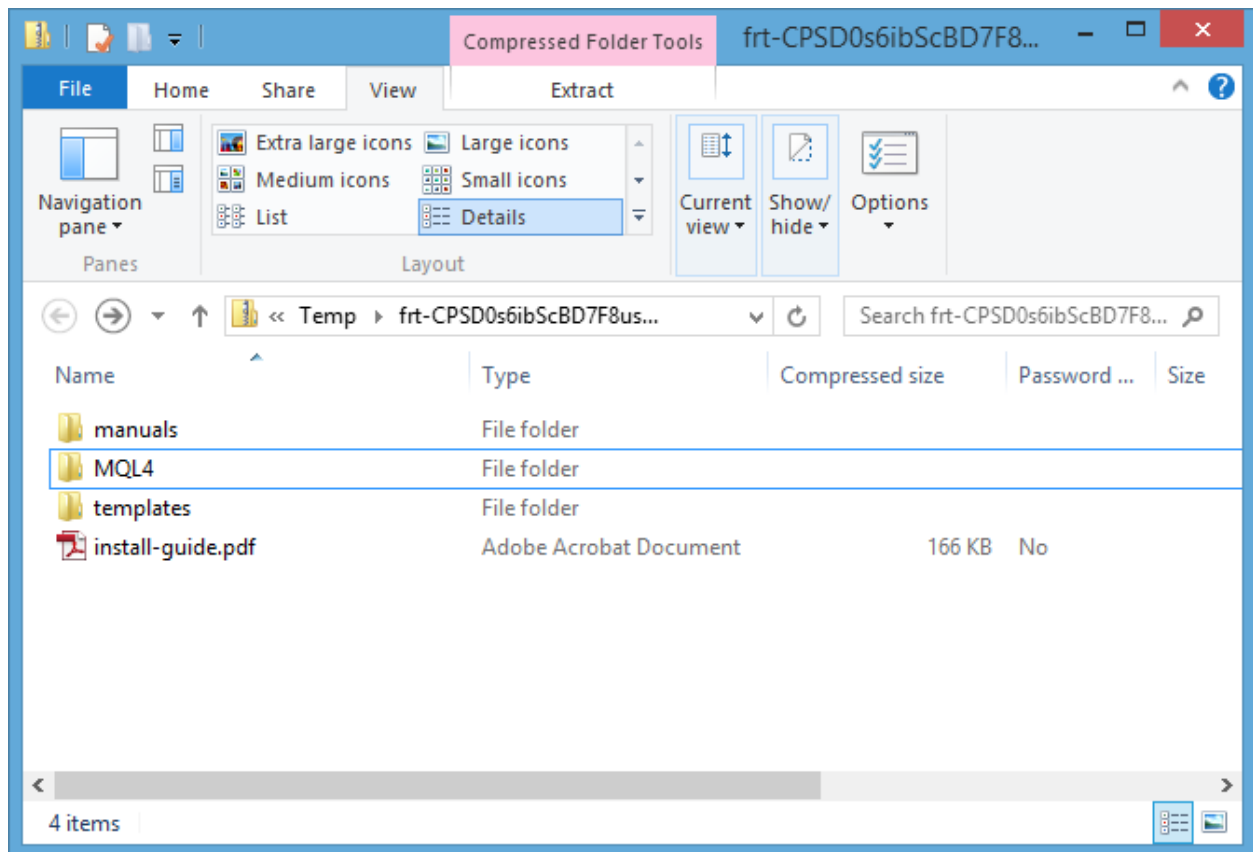 Compressed Folder Tools
frt-CPSD0s6ibScBD7F8...
File
Home
Share
View
Extract
Extra large icons
Large icons
Medium icons
Small icons
List
Details
Navigation
pane
Current
view
Show/
hide
Options
Panes
Layout
« Temp
frt-CPSD0s6ibScBD7F8us...
Search frt-CPSD0s6ibScBD7F8...
Name
Type
Compressed size
Password ...
Size
manuals
File folder
MQL4
File folder
templates
File folder
install-guide.pdf
Adobe Acrobat Document
166 KB
No
4 items